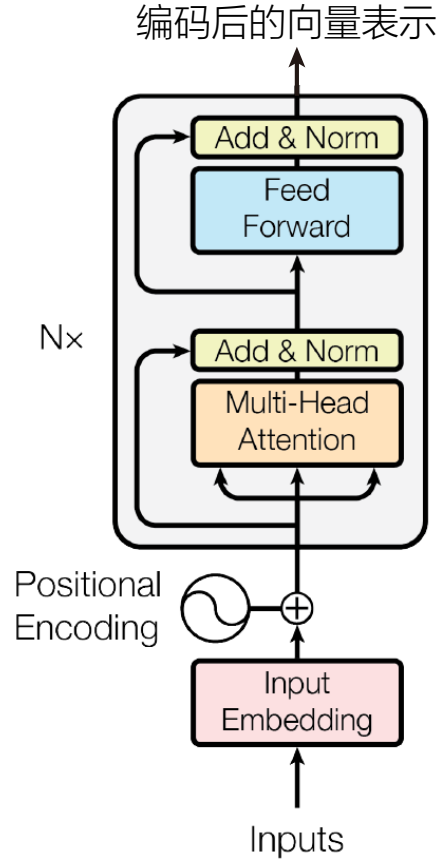 编码后的向量表示
Add & Norm
Feed
Forward
N×
Add & Norm
Multi-Head
Attention
Positional
Encoding
Input
Embedding
Inputs